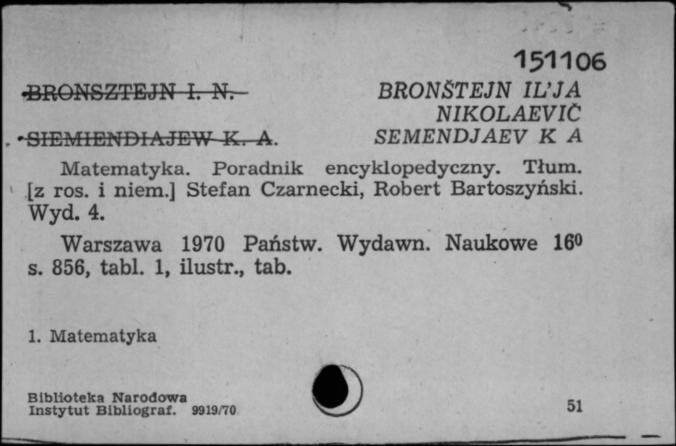 151106
BRONSZTEJN I. N. BRONŠTEJN IL'JA
NIKOLAEVIČ
SIEMIENDIAJEW K. A. SEMENDJAEV K A
Matematyka. Poradnik encyklopedyczny. Tłum.
[z ros. i niem.] Stefan Czarnecki, Robert Bartoszyński.
Wyd. 4.
Warszawa 1970 Państw. Wydawn. Naukowe 16⁰
s. 856, tabl. 1, ilustr., tab.
1. Matematyka
Biblioteka Narodowa
Instytut Bibliograf. 9919/70 51